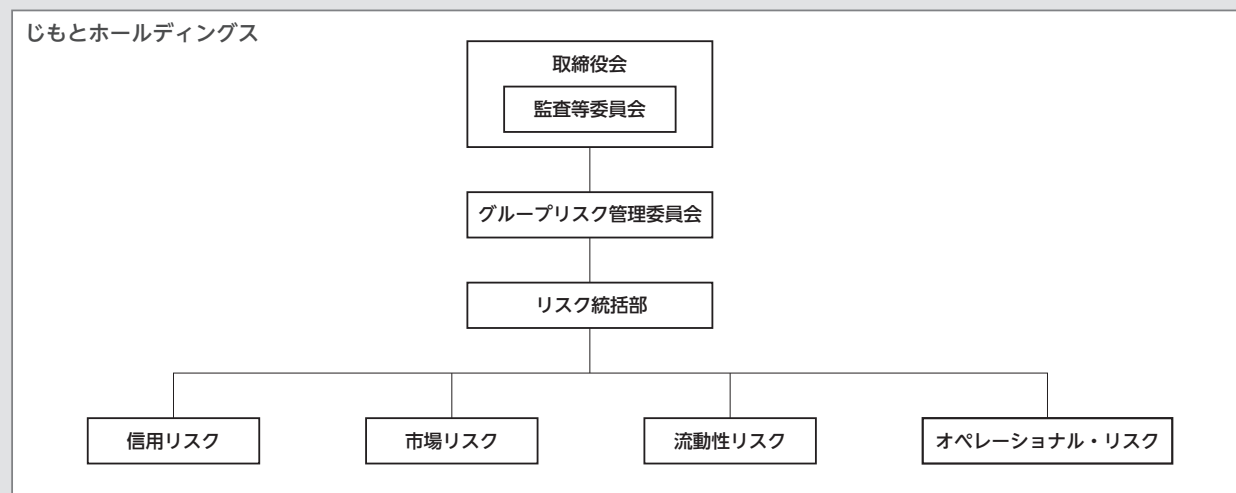 じもとホールディングス
取締役会
監査等委員会
グループリスク管理委員会
リスク統括部
信用リスク
市場リスク
流動性リスク
オペレーショナル・リスク